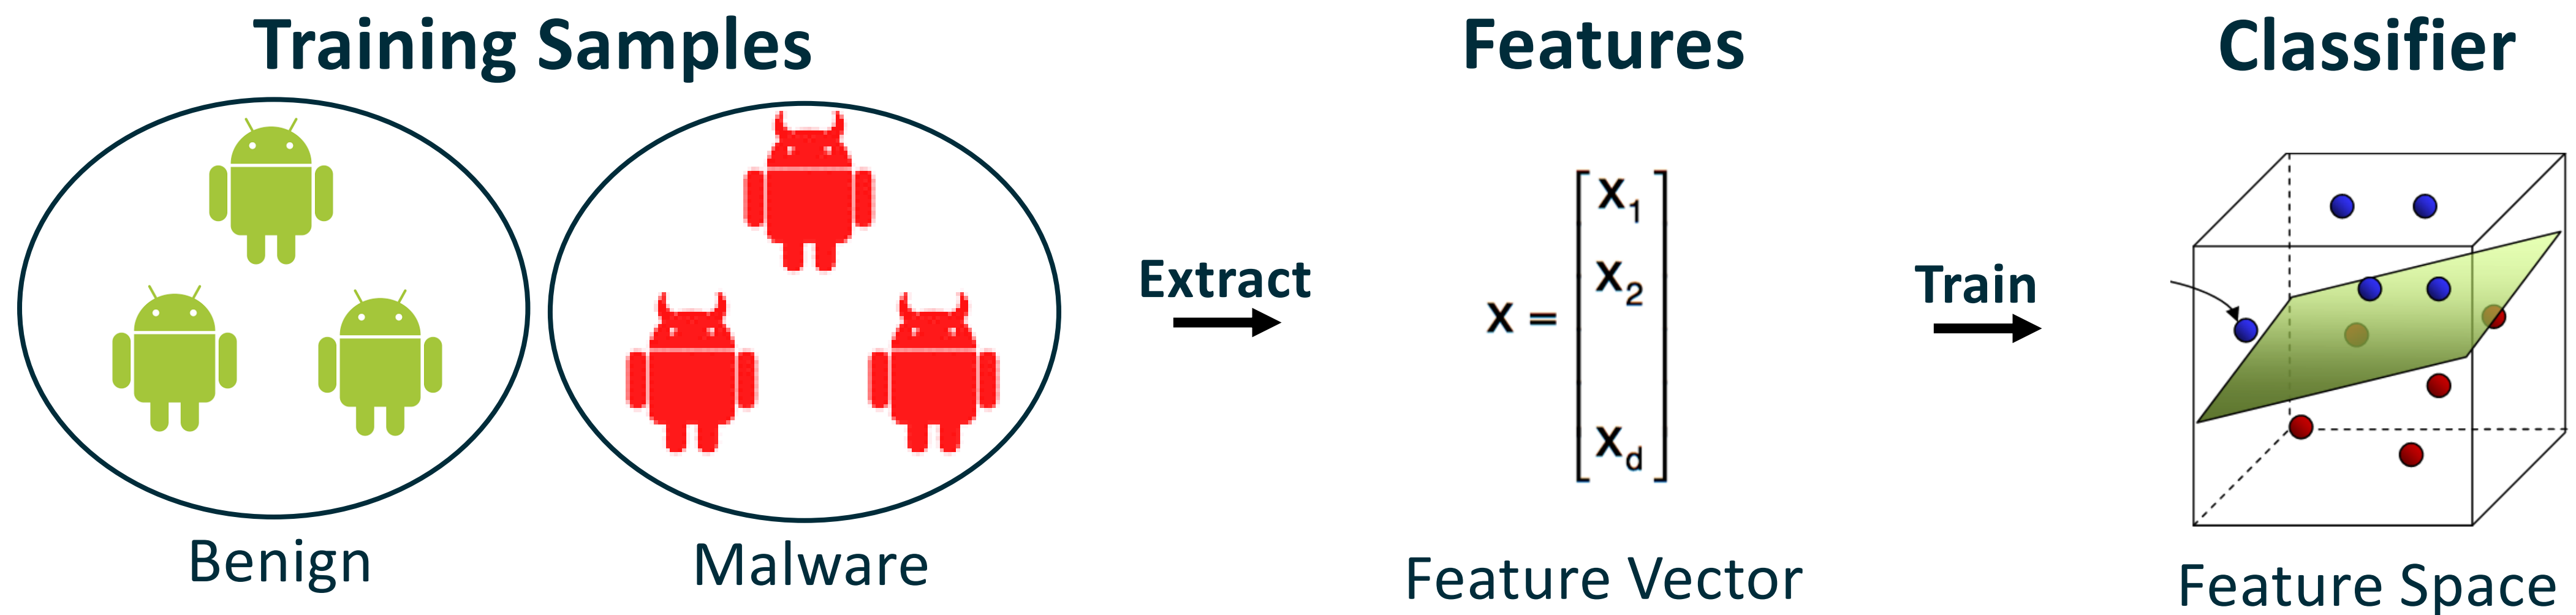 Training Samples
Features
Classifier
Benign
Malware
Extract
X =
X1
X2
Xd
Feature Vector
Train
Feature Space